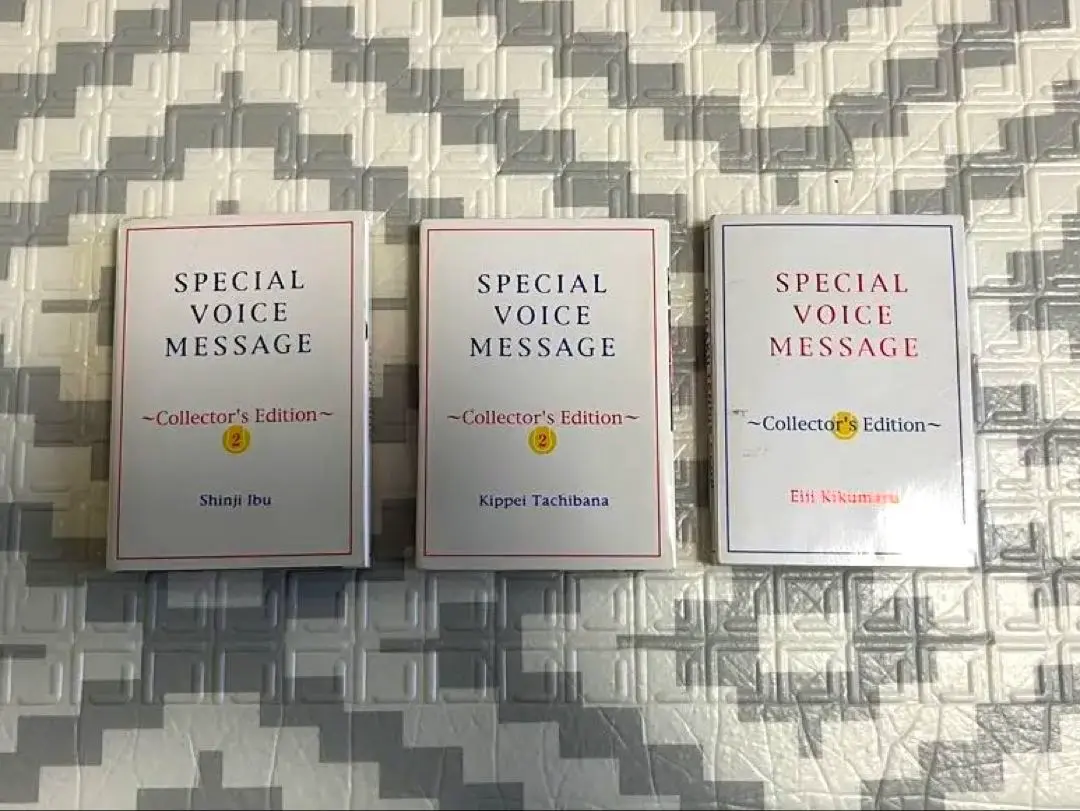 SPECIAL
VOICE
MESSAGE
~Collector's Edition~
2
Shinji Ibu
SPECIAL
VOICE
MESSAGE
~Collector's Edition~
2
Kippei Tachibana
SPECIAL
VOICE
MESSAGE
~Collector's Edition~
Eiji Kikumaru